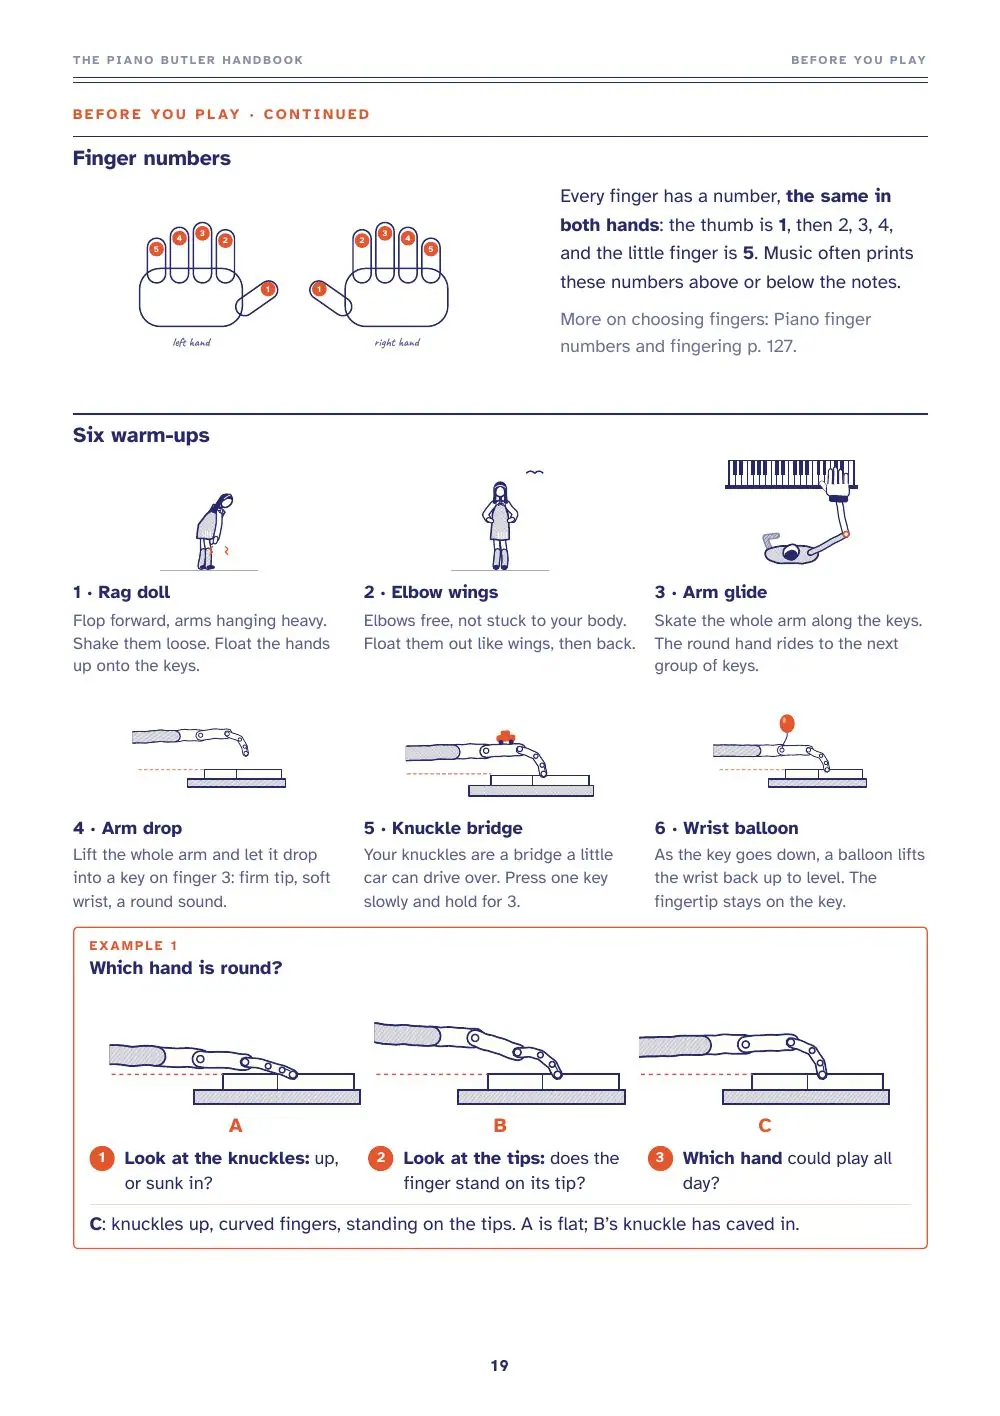 THE PIANO BUTLER HANDBOOK
BEFORE YOU PLAY
BEFORE YOU PLAY · CONTINUED
Finger numbers
5
4
3
2
1
left hand
1
2
3
4
5
right hand
Every finger has a number, the same in
both hands: the thumb is 1, then 2, 3, 4,
and the little finger is 5. Music often prints
these numbers above or below the notes.
More on choosing fingers: Piano finger
numbers and fingering p. 127.
Six warm-ups
1 · Rag doll
Flop forward, arms hanging heavy.
Shake them loose. Float the hands
up onto the keys.
2 · Elbow wings
Elbows free, not stuck to your body.
Float them out like wings, then back.
3 · Arm glide
Skate the whole arm along the keys.
The round hand rides to the next
group of keys.
4 · Arm drop
Lift the whole arm and let it drop
into a key on finger 3: firm tip, soft
wrist, a round sound.
5 · Knuckle bridge
Your knuckles are a bridge a little
car can drive over. Press one key
slowly and hold for 3.
6 · Wrist balloon
As the key goes down, a balloon lifts
the wrist back up to level. The
fingertip stays on the key.
EXAMPLE 1
Which hand is round?
A
B
C
1 Look at the knuckles: up,
or sunk in?
2 Look at the tips: does the
finger stand on its tip?
3 Which hand could play all
day?
C: knuckles up, curved fingers, standing on the tips. A is flat; B’s knuckle has caved in.
19